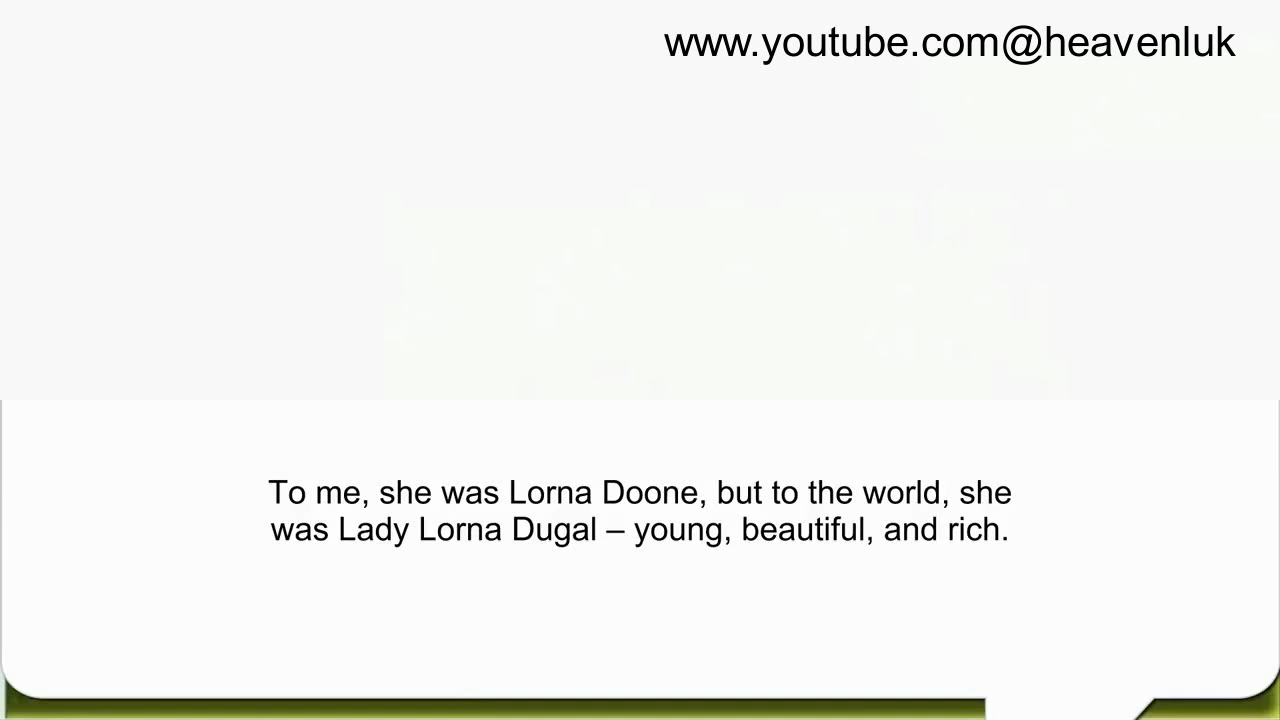 www.youtube.com@heavenluk
To me, she was Lorna Doone, but to the world, she
was Lady Lorna Dugal – young, beautiful, and rich.